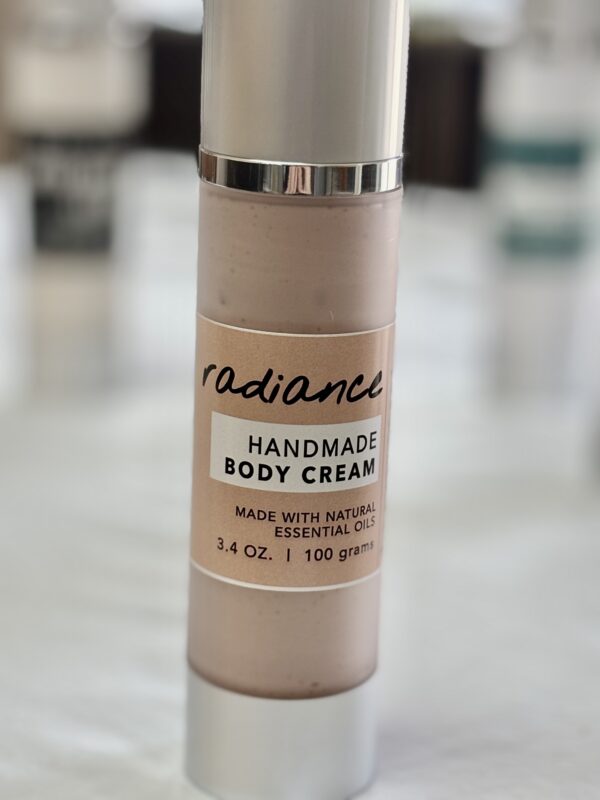 radiance
HANDMADE
BODY CREAM
MADE WITH NATURAL
ESSENTIAL OILS
3.4 OZ. | 100 grams